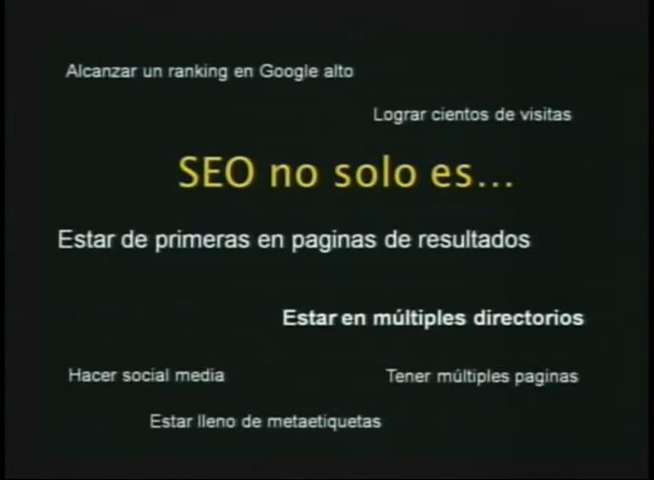 Alcanzar un ranking en Google alto
Lograr cientos de visitas
SEO no solo es...
Estar de primeras en paginas de resultados
Estar en múltiples directorios
Hacer social media
Tener múltiples paginas
Estar lleno de metaetiquetas